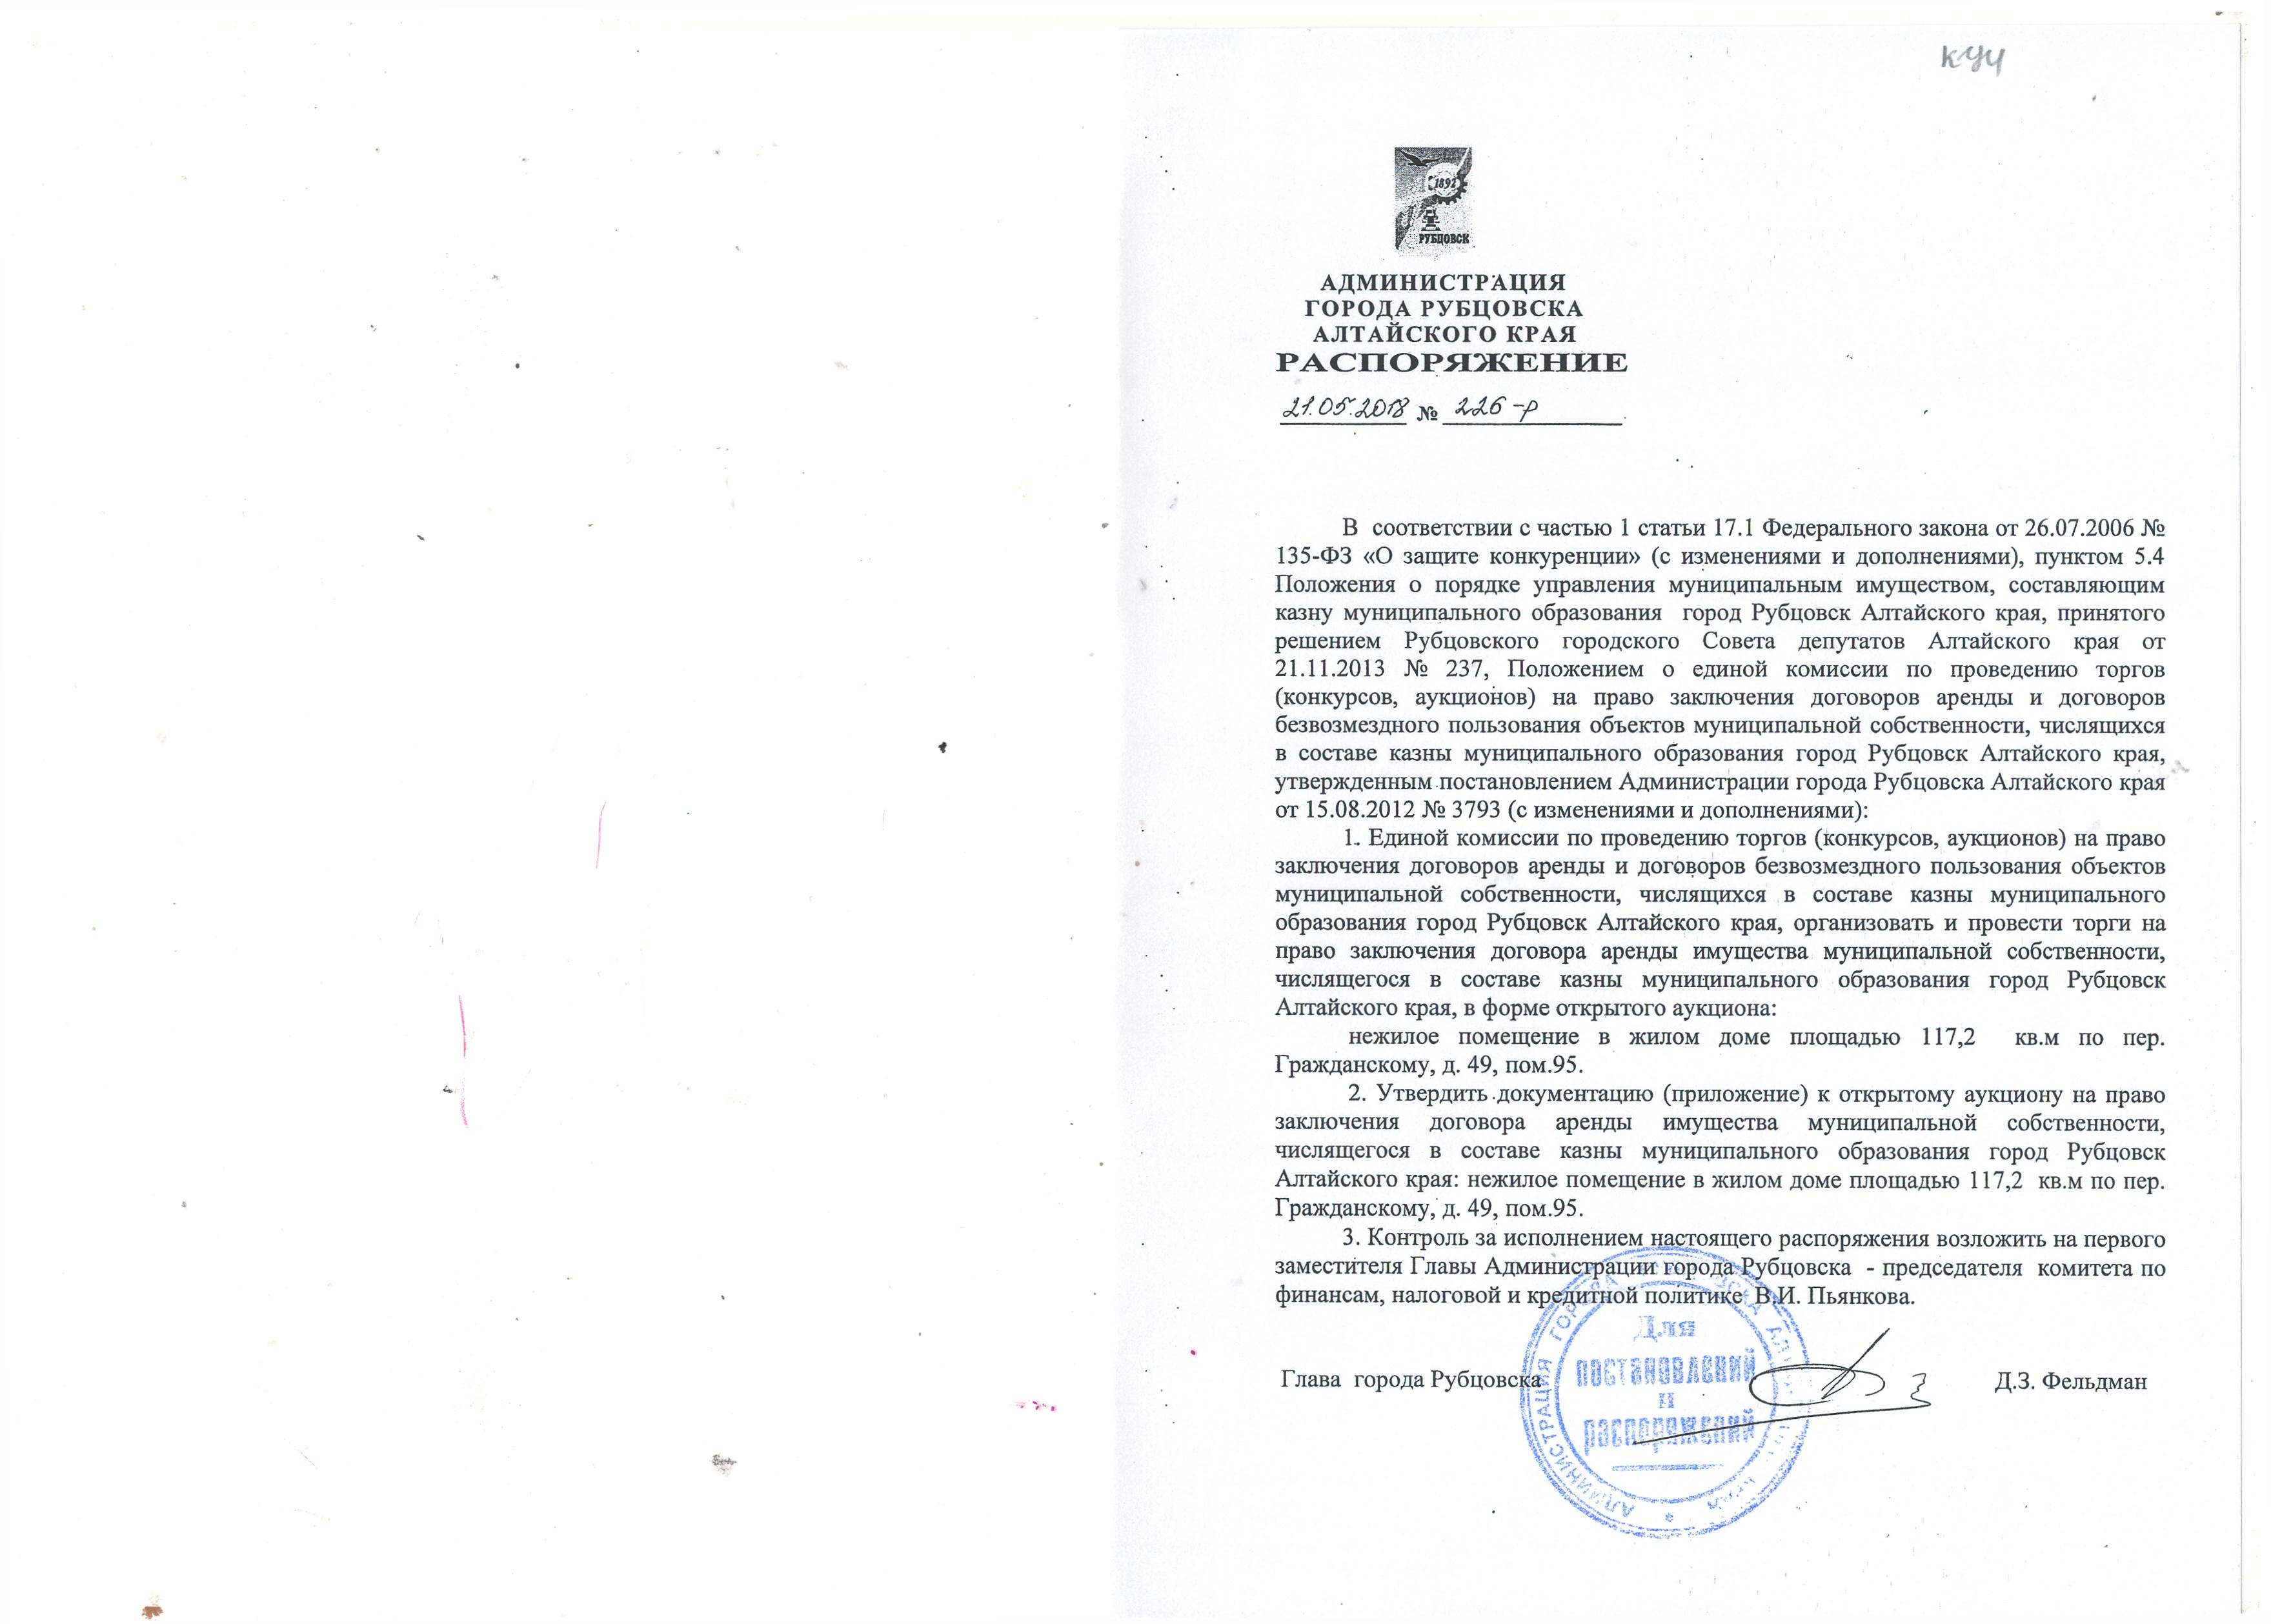 куч
1892
РУБЦОВСК
АДМИНИСТРАЦИЯ
ГОРОДА РУБЦОВСКА
АЛТАЙСКОГО КРАЯ
РАСПОРЯЖЕНИЕ
21.05.2018 № 226-р
В соответствии с частью 1 статьи 17.1 Федерального закона от 26.07.2006 №
135-ФЗ «О защите конкуренции» (с изменениями и дополнениями), пунктом 5.4
Положения о порядке управления муниципальным имуществом, составляющим
казну муниципального образования город Рубцовск Алтайского края, принятого
решением Рубцовского городского Совета депутатов Алтайского края от
21.11.2013 № 237, Положением о единой комиссии по проведению торгов
(конкурсов, аукционов) на право заключения договоров аренды и договоров
безвозмездного пользования объектов муниципальной собственности, числящихся
в составе казны муниципального образования город Рубцовск Алтайского края,
утвержденным постановлением Администрации города Рубцовска Алтайского края
от 15.08.2012 № 3793 (с изменениями и дополнениями):
1. Единой комиссии по проведению торгов (конкурсов, аукционов) на право
заключения договоров аренды и договоров безвозмездного пользования объектов
муниципальной собственности, числящихся в составе казны муниципального
образования город Рубцовск Алтайского края, организовать и провести торги на
право заключения договора аренды имущества муниципальной собственности,
числящегося в составе казны муниципального образования город Рубцовск
Алтайского края, в форме открытого аукциона:
нежилое помещение в жилом доме площадью 117,2 кв.м по пер.
Гражданскому, д. 49, пом.95.
2. Утвердить документацию (приложение) к открытому аукциону на право
заключения договора аренды имущества муниципальной собственности,
числящегося в составе казны муниципального образования город Рубцовск
Алтайского края: нежилое помещение в жилом доме площадью 117,2 кв.м по пер.
Гражданскому, д. 49, пом.95.
3. Контроль за исполнением настоящего распоряжения возложить на первого
заместителя Главы Администрации города Рубцовска - председателя комитета по
финансам, налоговой и кредитной политике В.И. Пьянкова.
Глава города Рубцовска Д.З. Фельдман
АДМИНИСТРАЦИЯ ГОРОДА
Для
постановлений
и
распоряжений